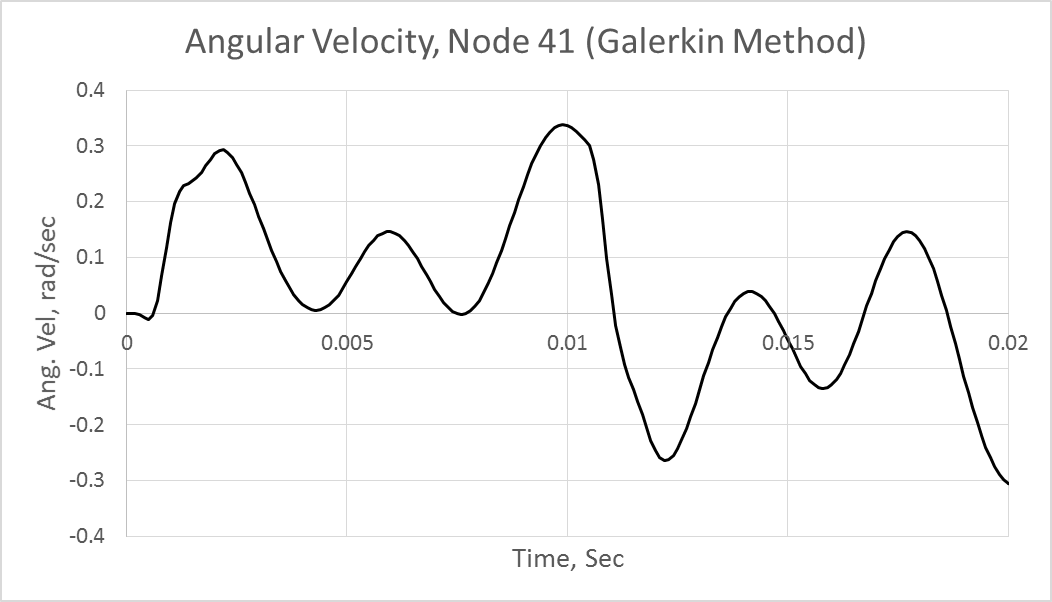 Angular Velocity, Node 41 (Galerkin Method)
0.4
0.3
0.2
0.1
0
-0.1
-0.2
-0.3
-0.4
Ang. Vel, rad/sec
0 0.005 0.01 0.015 0.02
Time, Sec